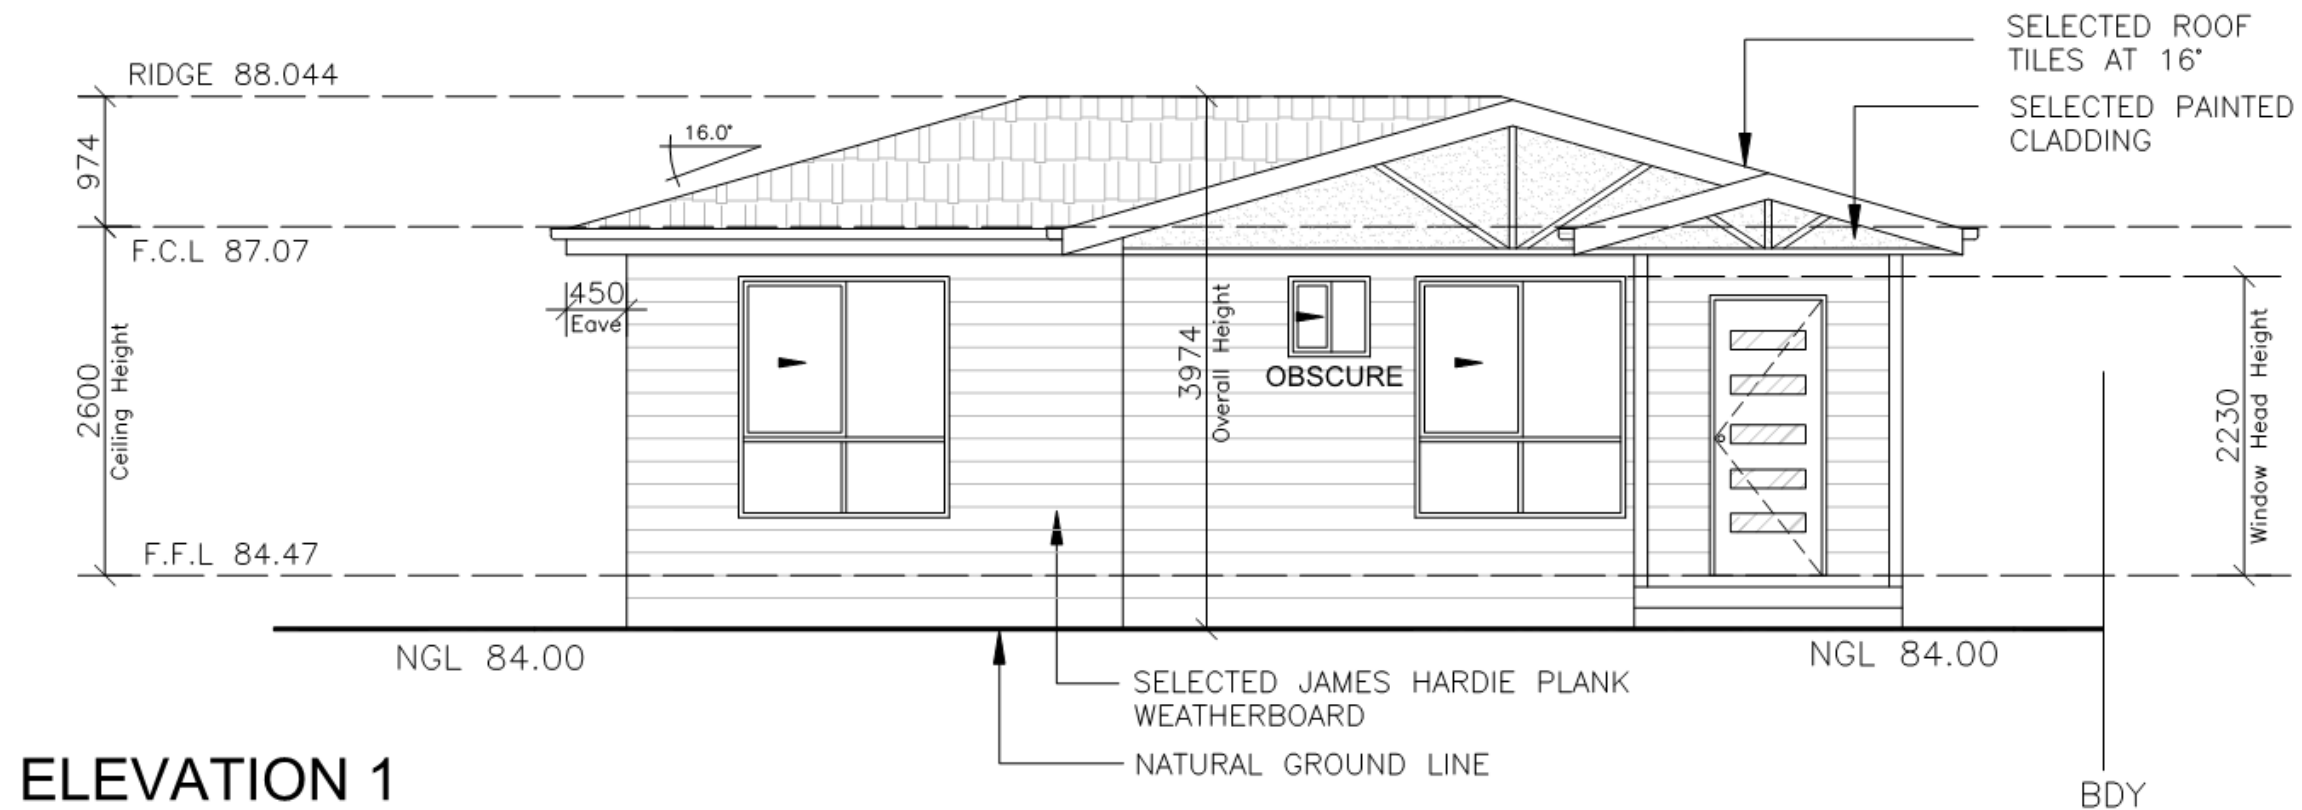 SELECTED ROOF
TILES AT 16°
SELECTED PAINTED
CLADDING
RIDGE 88.044
974
16.0°
F.C.L 87.07
450
Eave
2600
Ceiling Height
3974
Overall Height
OBSCURE
2230
Window Head Height
F.F.L 84.47
NGL 84.00
NGL 84.00
SELECTED JAMES HARDIE PLANK
WEATHERBOARD
NATURAL GROUND LINE
ELEVATION 1
BDY